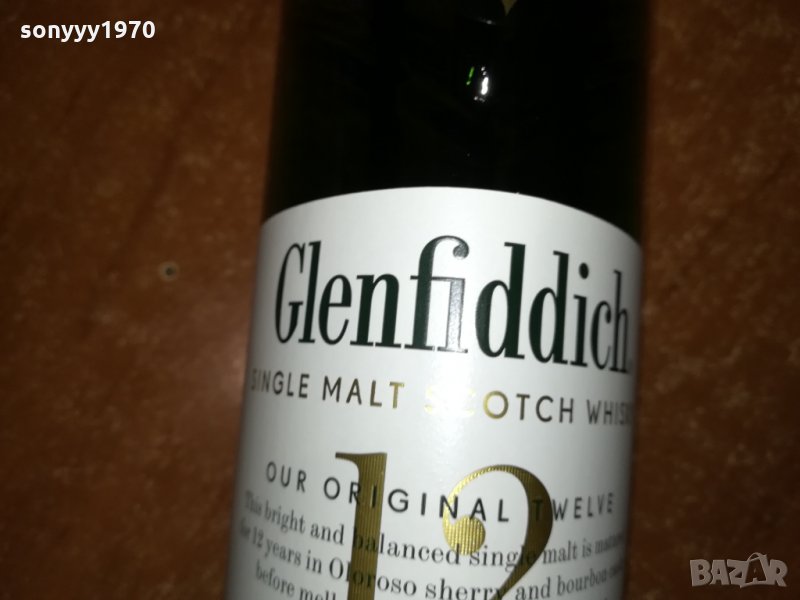 sonyyy1970
Glenfiddich
SINGLE MALT SCOTCH
OUR ORIGINAL TWELVE
12
This bright and balanced single malt is
for 12 years in Oloroso sherry and bourbon
before
BAZAR